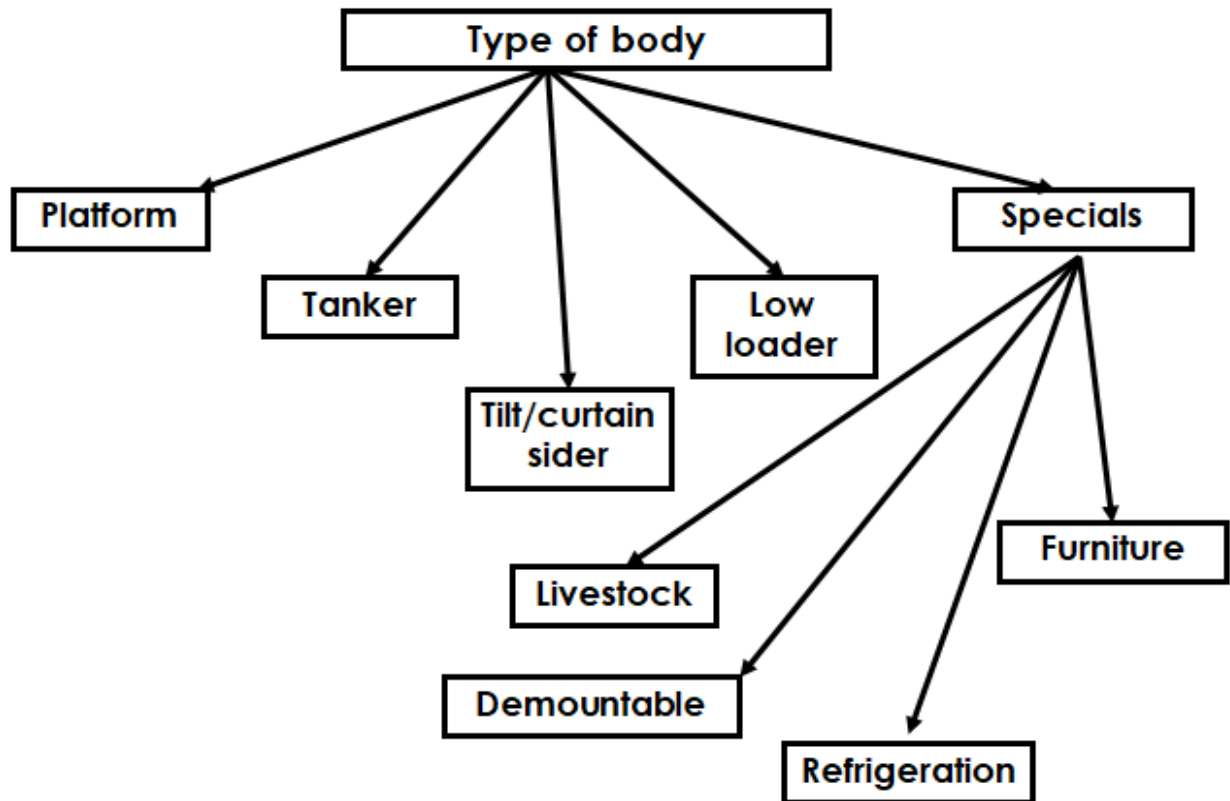 Type of body
Platform
Specials
Tanker
Low
loader
Tilt/curtain
sider
Furniture
Livestock
Demountable
Refrigeration